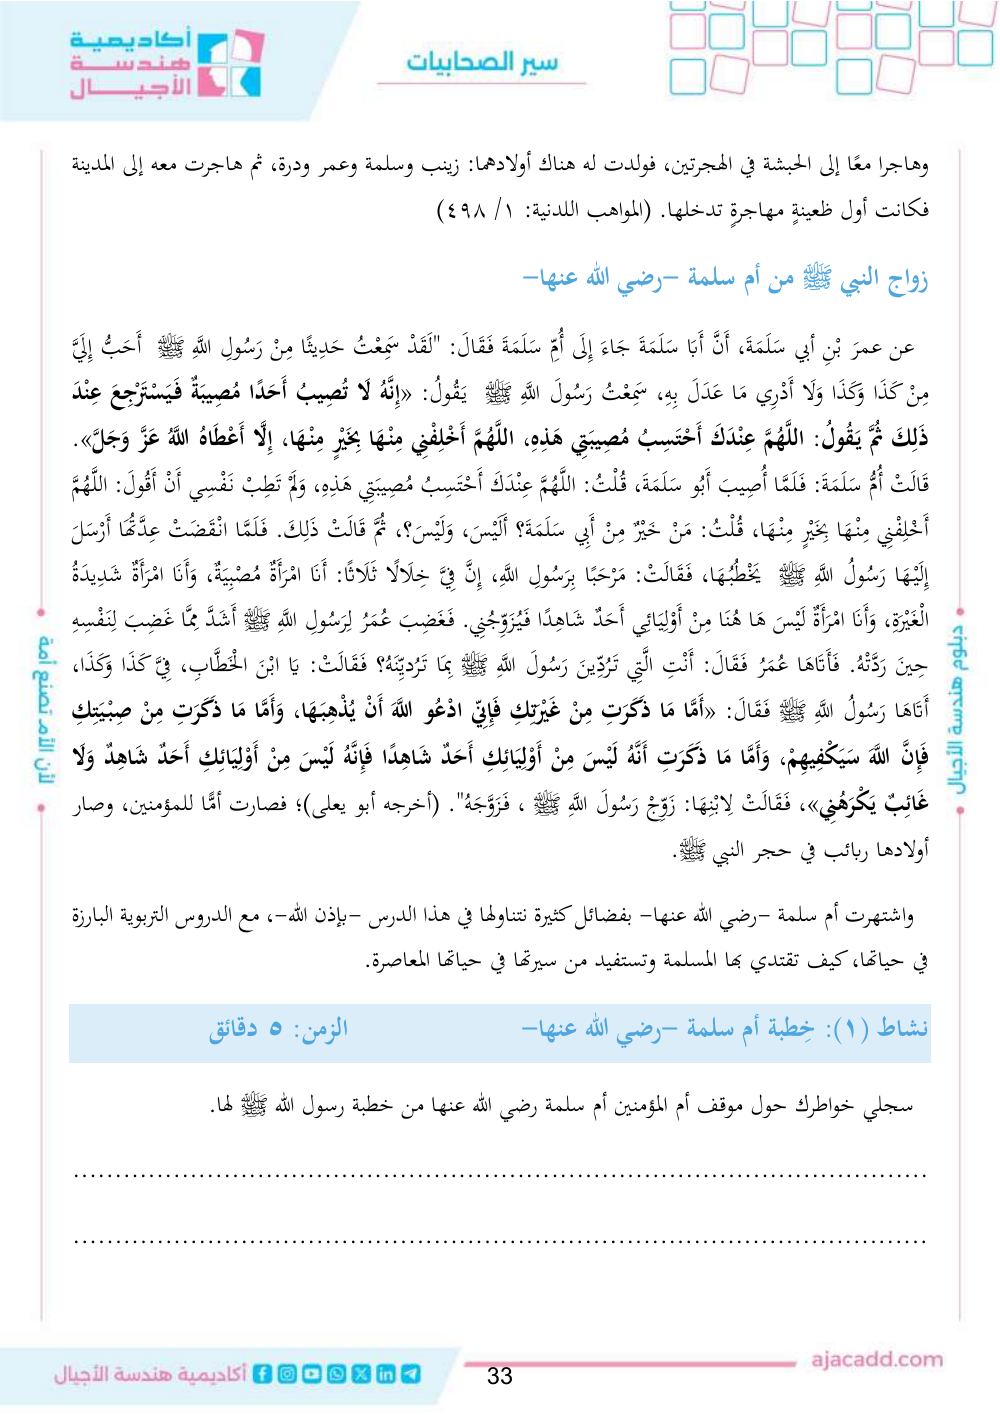 أكاديمية
هندسة
الأجيال
سير الصحابيات
وهاجرا معًا إلى الحبشة في الهجرتين، فولدت له هناك أولادهما: زينب وسلمة وعمر ودرة، ثم هاجرت معه إلى المدينة
فكانت أول ظعينةٍ مهاجرةٍ تدخلها. (المواهب اللدنية: ١/ ٤٩٨)
زواج النبي ﷺ من أم سلمة –رضي الله عنها–
عن عمرَ بْنِ أبي سَلَمَةَ، أَنَّ أَبَا سَلَمَةَ جَاءَ إِلَى أُمِّ سَلَمَةَ فَقَالَ: "لَقَدْ سَمِعْتُ حَدِيثًا مِنْ رَسُولِ اللَّهِ ﷺ أَحَبُّ إِلَيَّ
مِنْ كَذَا وَكَذَا وَلَا أَدْرِي مَا عَدَلَ بِهِ، سَمِعْتُ رَسُولَ اللَّهِ ﷺ يَقُولُ: «إِنَّهُ لَا تُصِيبُ أَحَدًا مُصِيبَةٌ فَيَسْتَرْجِعَ عِنْدَ
ذَلِكَ ثُمَّ يَقُولُ: اللَّهُمَّ عِنْدَكَ أَحْتَسِبُ مُصِيبَتِي هَذِهِ، اللَّهُمَّ أَخْلِفْنِي مِنْهَا بِخَيْرٍ مِنْهَا، إِلَّا أَعْطَاهُ اللَّهُ عَزَّ وَجَلَّ».
قَالَتْ أُمُّ سَلَمَةَ: فَلَمَّا أُصِيبَ أَبُو سَلَمَةَ، قُلْتُ: اللَّهُمَّ عِنْدَكَ أَحْتَسِبُ مُصِيبَتِي هَذِهِ، وَلَمْ تَطِبْ نَفْسِي أَنْ أَقُولَ: اللَّهُمَّ
أَخْلِفْنِي مِنْهَا بِخَيْرٍ مِنْهَا، قُلْتُ: مَنْ خَيْرٌ مِنْ أَبِي سَلَمَةَ؟ أَلَيْسَ، وَلَيْسَ؟، ثُمَّ قَالَتْ ذَلِكَ. فَلَمَّا انْقَضَتْ عِدَّتُهَا أَرْسَلَ
إِلَيْهَا رَسُولُ اللَّهِ ﷺ يَخْطُبُهَا، فَقَالَتْ: مَرْحَبًا بِرَسُولِ اللَّهِ، إِنَّ فِيَّ خِلَالًا ثَلَاثًا: أَنَا امْرَأَةٌ مُصْبِيَةٌ، وَأَنَا امْرَأَةٌ شَدِيدَةُ
الْغَيْرَةِ، وَأَنَا امْرَأَةٌ لَيْسَ هَا هُنَا مِنْ أَوْلِيَائِي أَحَدٌ شَاهِدًا فَيُزَوِّجُنِي. فَغَضِبَ عُمَرُ لِرَسُولِ اللَّهِ ﷺ أَشَدَّ مِمَّا غَضِبَ لِنَفْسِهِ
حِينَ رَدَّتْهُ. فَأَتَاهَا عُمَرُ فَقَالَ: أَنْتِ الَّتِي تَرُدِّينَ رَسُولَ اللَّهِ ﷺ بِمَا تَرُدِّيَنَهُ؟ فَقَالَتْ: يَا ابْنَ الْخَطَّابِ، فِيَّ كَذَا وَكَذَا،
أَتَاهَا رَسُولُ اللَّهِ ﷺ فَقَالَ: «أَمَّا مَا ذَكَرَتِ مِنْ غَيْرَتِكِ فَإِنِّي ادْعُو اللَّهَ أَنْ يُذْهِبَهَا، وَأَمَّا مَا ذَكَرَتِ مِنْ صِبْيَتِكِ
فَإِنَّ اللَّهَ سَيَكْفِيهِمْ، وَأَمَّا مَا ذَكَرَتِ أَنَّهُ لَيْسَ مِنْ أَوْلِيَائِكِ أَحَدٌ شَاهِدًا فَإِنَّهُ لَيْسَ مِنْ أَوْلِيَائِكِ أَحَدٌ شَاهِدٌ وَلَا
غَائِبٌ يَكْرَهُنِي»، فَقَالَتْ لِابْنِهَا: زَوِّجْ رَسُولَ اللَّهِ ﷺ ، فَزَوَّجَهُ". (أخرجه أبو يعلى)؛ فصارت أمًّا للمؤمنين، وصار
أولادها ربائب في حجر النبي ﷺ.
واشتهرت أم سلمة –رضي الله عنها– بفضائل كثيرة نتناولها في هذا الدرس –بإذن الله–، مع الدروس التربوية البارزة
في حياتها، كيف تقتدي بها المسلمة وتستفيد من سيرتها في حياتها المعاصرة.
نشاط (١): خِطبة أم سلمة –رضي الله عنها– الزمن: ٥ دقائق
سجلي خواطرك حول موقف أم المؤمنين أم سلمة رضي الله عنها من خطبة رسول الله ﷺ لها.
دبلوم هندسة الأجيال
لأن الأم تصنع أمة
أكاديمية هندسة الأجيال
33
ajacadd.com